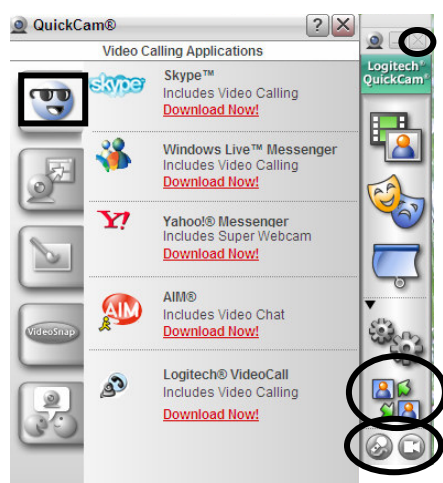 QuickCam®
Video Calling Applications
Logitech®
QuickCam®
skype
Skype™
Includes Video Calling
Download Now!
Windows Live™ Messenger
Includes Video Calling
Download Now!
Y!
Yahoo!® Messenger
Includes Super Webcam
Download Now!
AIM
AIM®
Includes Video Chat
Download Now!
VideoSnap
Logitech® VideoCall
Includes Video Calling
Download Now!